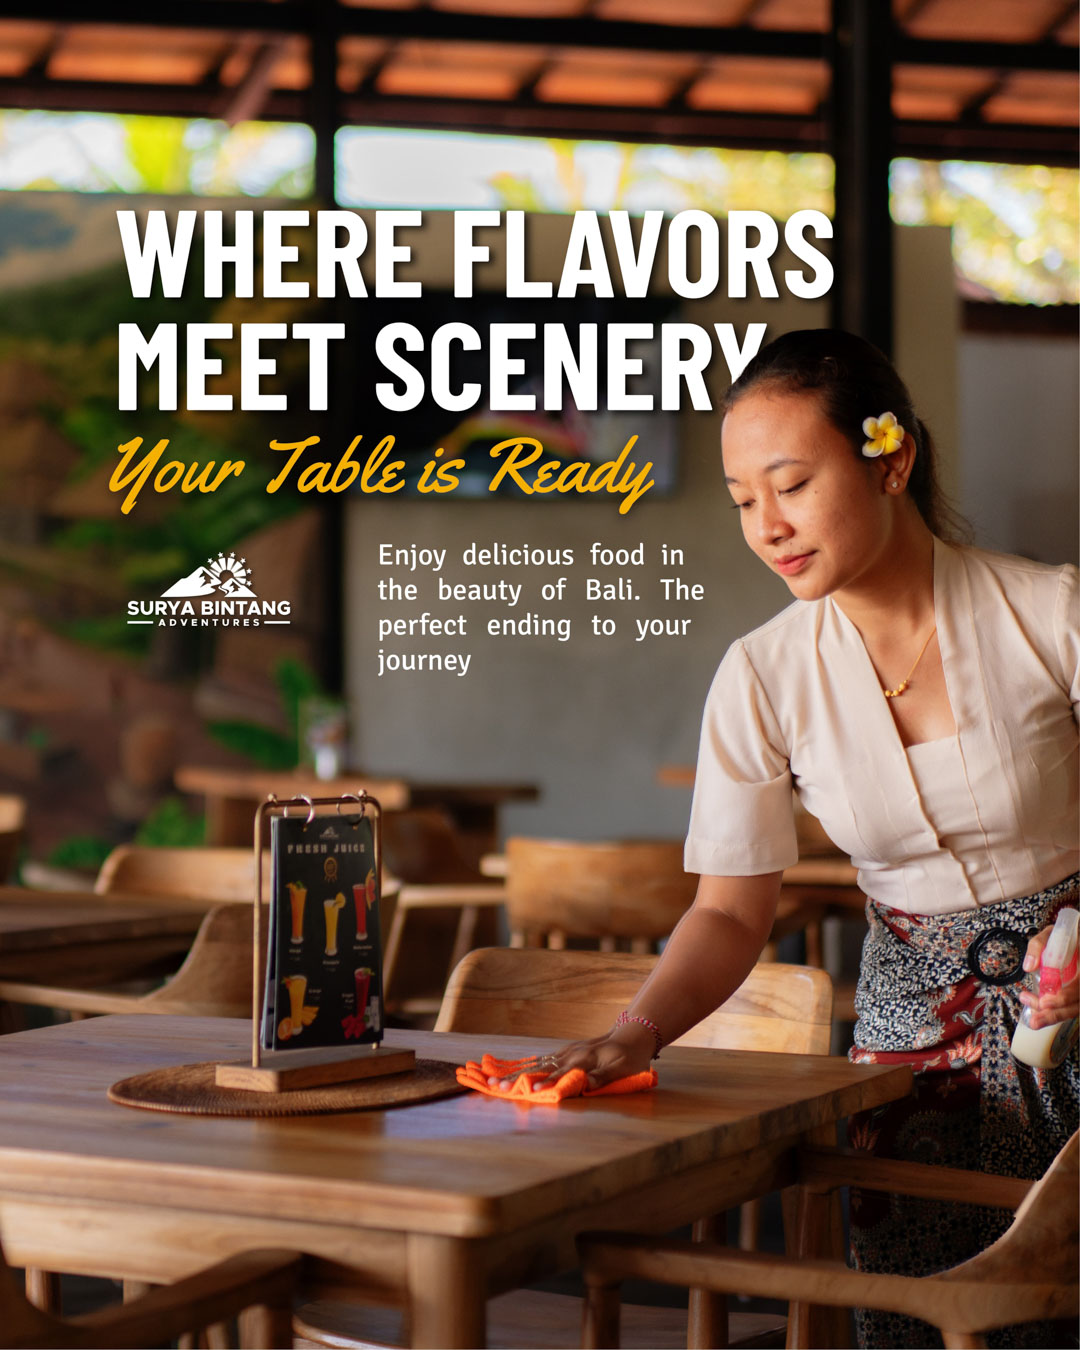 WHERE FLAVORS
MEET SCENERY
Your Table is Ready
Enjoy delicious food in
the beauty of Bali. The
perfect ending to your
journey
SURYA BINTANG
ADVENTURES
FRESH JUICE